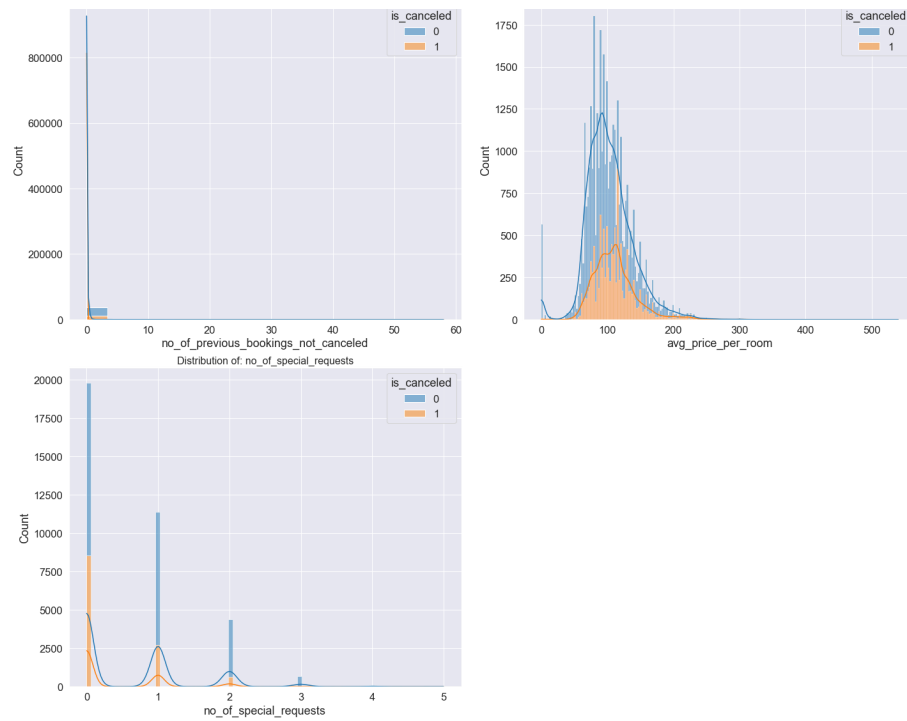 is_canceled
0
1
800000
600000
400000
200000
0
Count
0 10 20 30 40 50 60
no_of_previous_bookings_not_canceled
is_canceled
0
1
1750
1500
1250
1000
750
500
250
0
Count
0 100 200 300 400 500
avg_price_per_room
Distribution of: no_of_special_requests
is_canceled
0
1
20000
17500
15000
12500
10000
7500
5000
2500
0
Count
0 1 2 3 4 5
no_of_special_requests